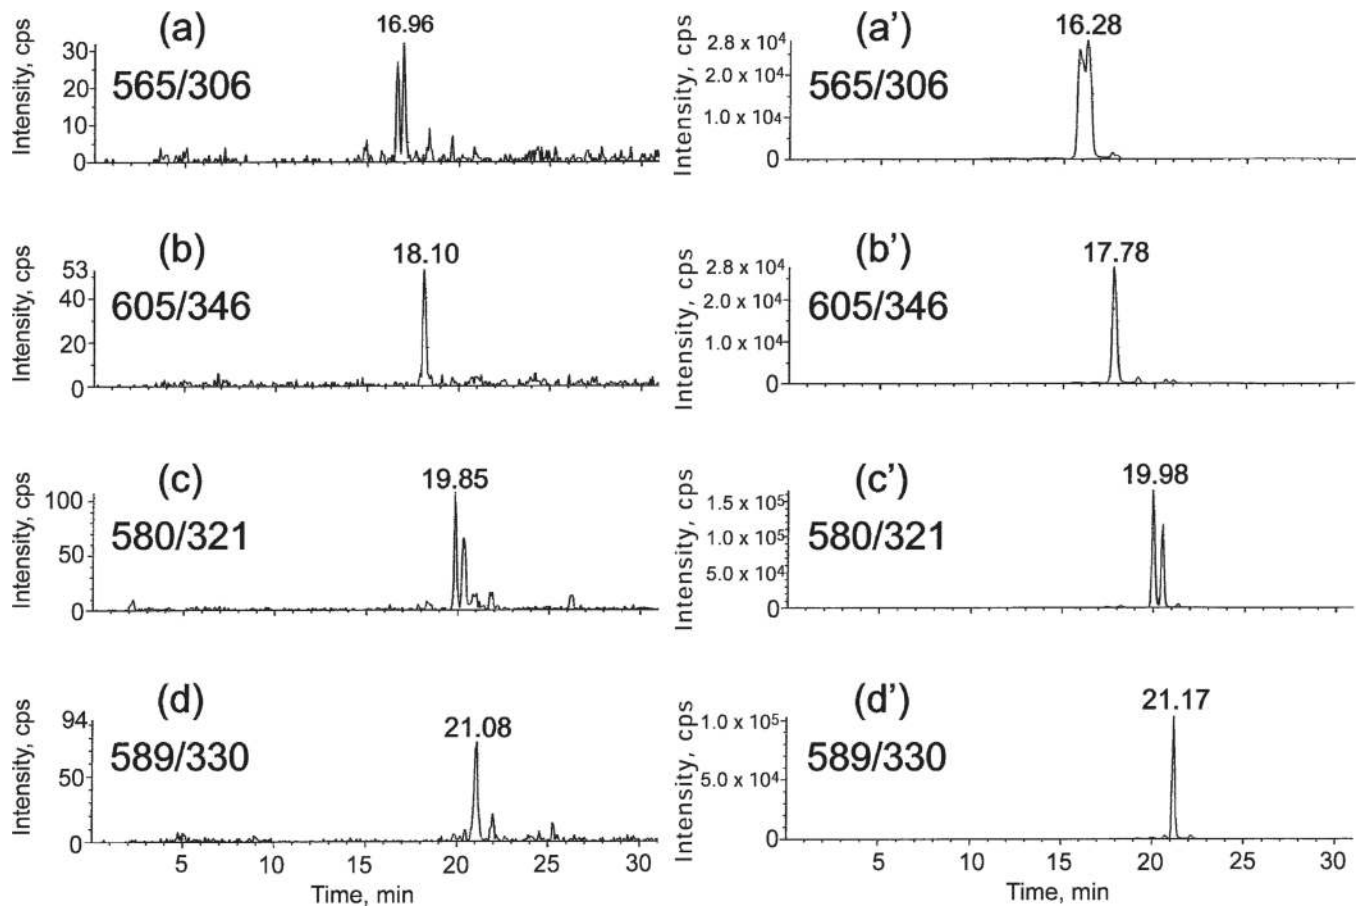 (a)
16.96
565/306
Intensity, cps
30
20
10
0
(a')
16.28
565/306
Intensity, cps
2.8 x 10⁴
2.0 x 10⁴
1.0 x 10⁴
0
(b)
18.10
605/346
Intensity, cps
53
40
20
0
(b')
17.78
605/346
Intensity, cps
2.8 x 10⁴
2.0 x 10⁴
1.0 x 10⁴
0
(c)
19.85
580/321
Intensity, cps
100
50
0
(c')
19.98
580/321
Intensity, cps
1.5 x 10⁵
1.0 x 10⁵
5.0 x 10⁴
0
(d)
21.08
589/330
Intensity, cps
94
50
0
5 10 15 20 25 30
Time, min
(d')
21.17
589/330
Intensity, cps
1.0 x 10⁵
5.0 x 10⁴
0
5 10 15 20 25 30
Time, min